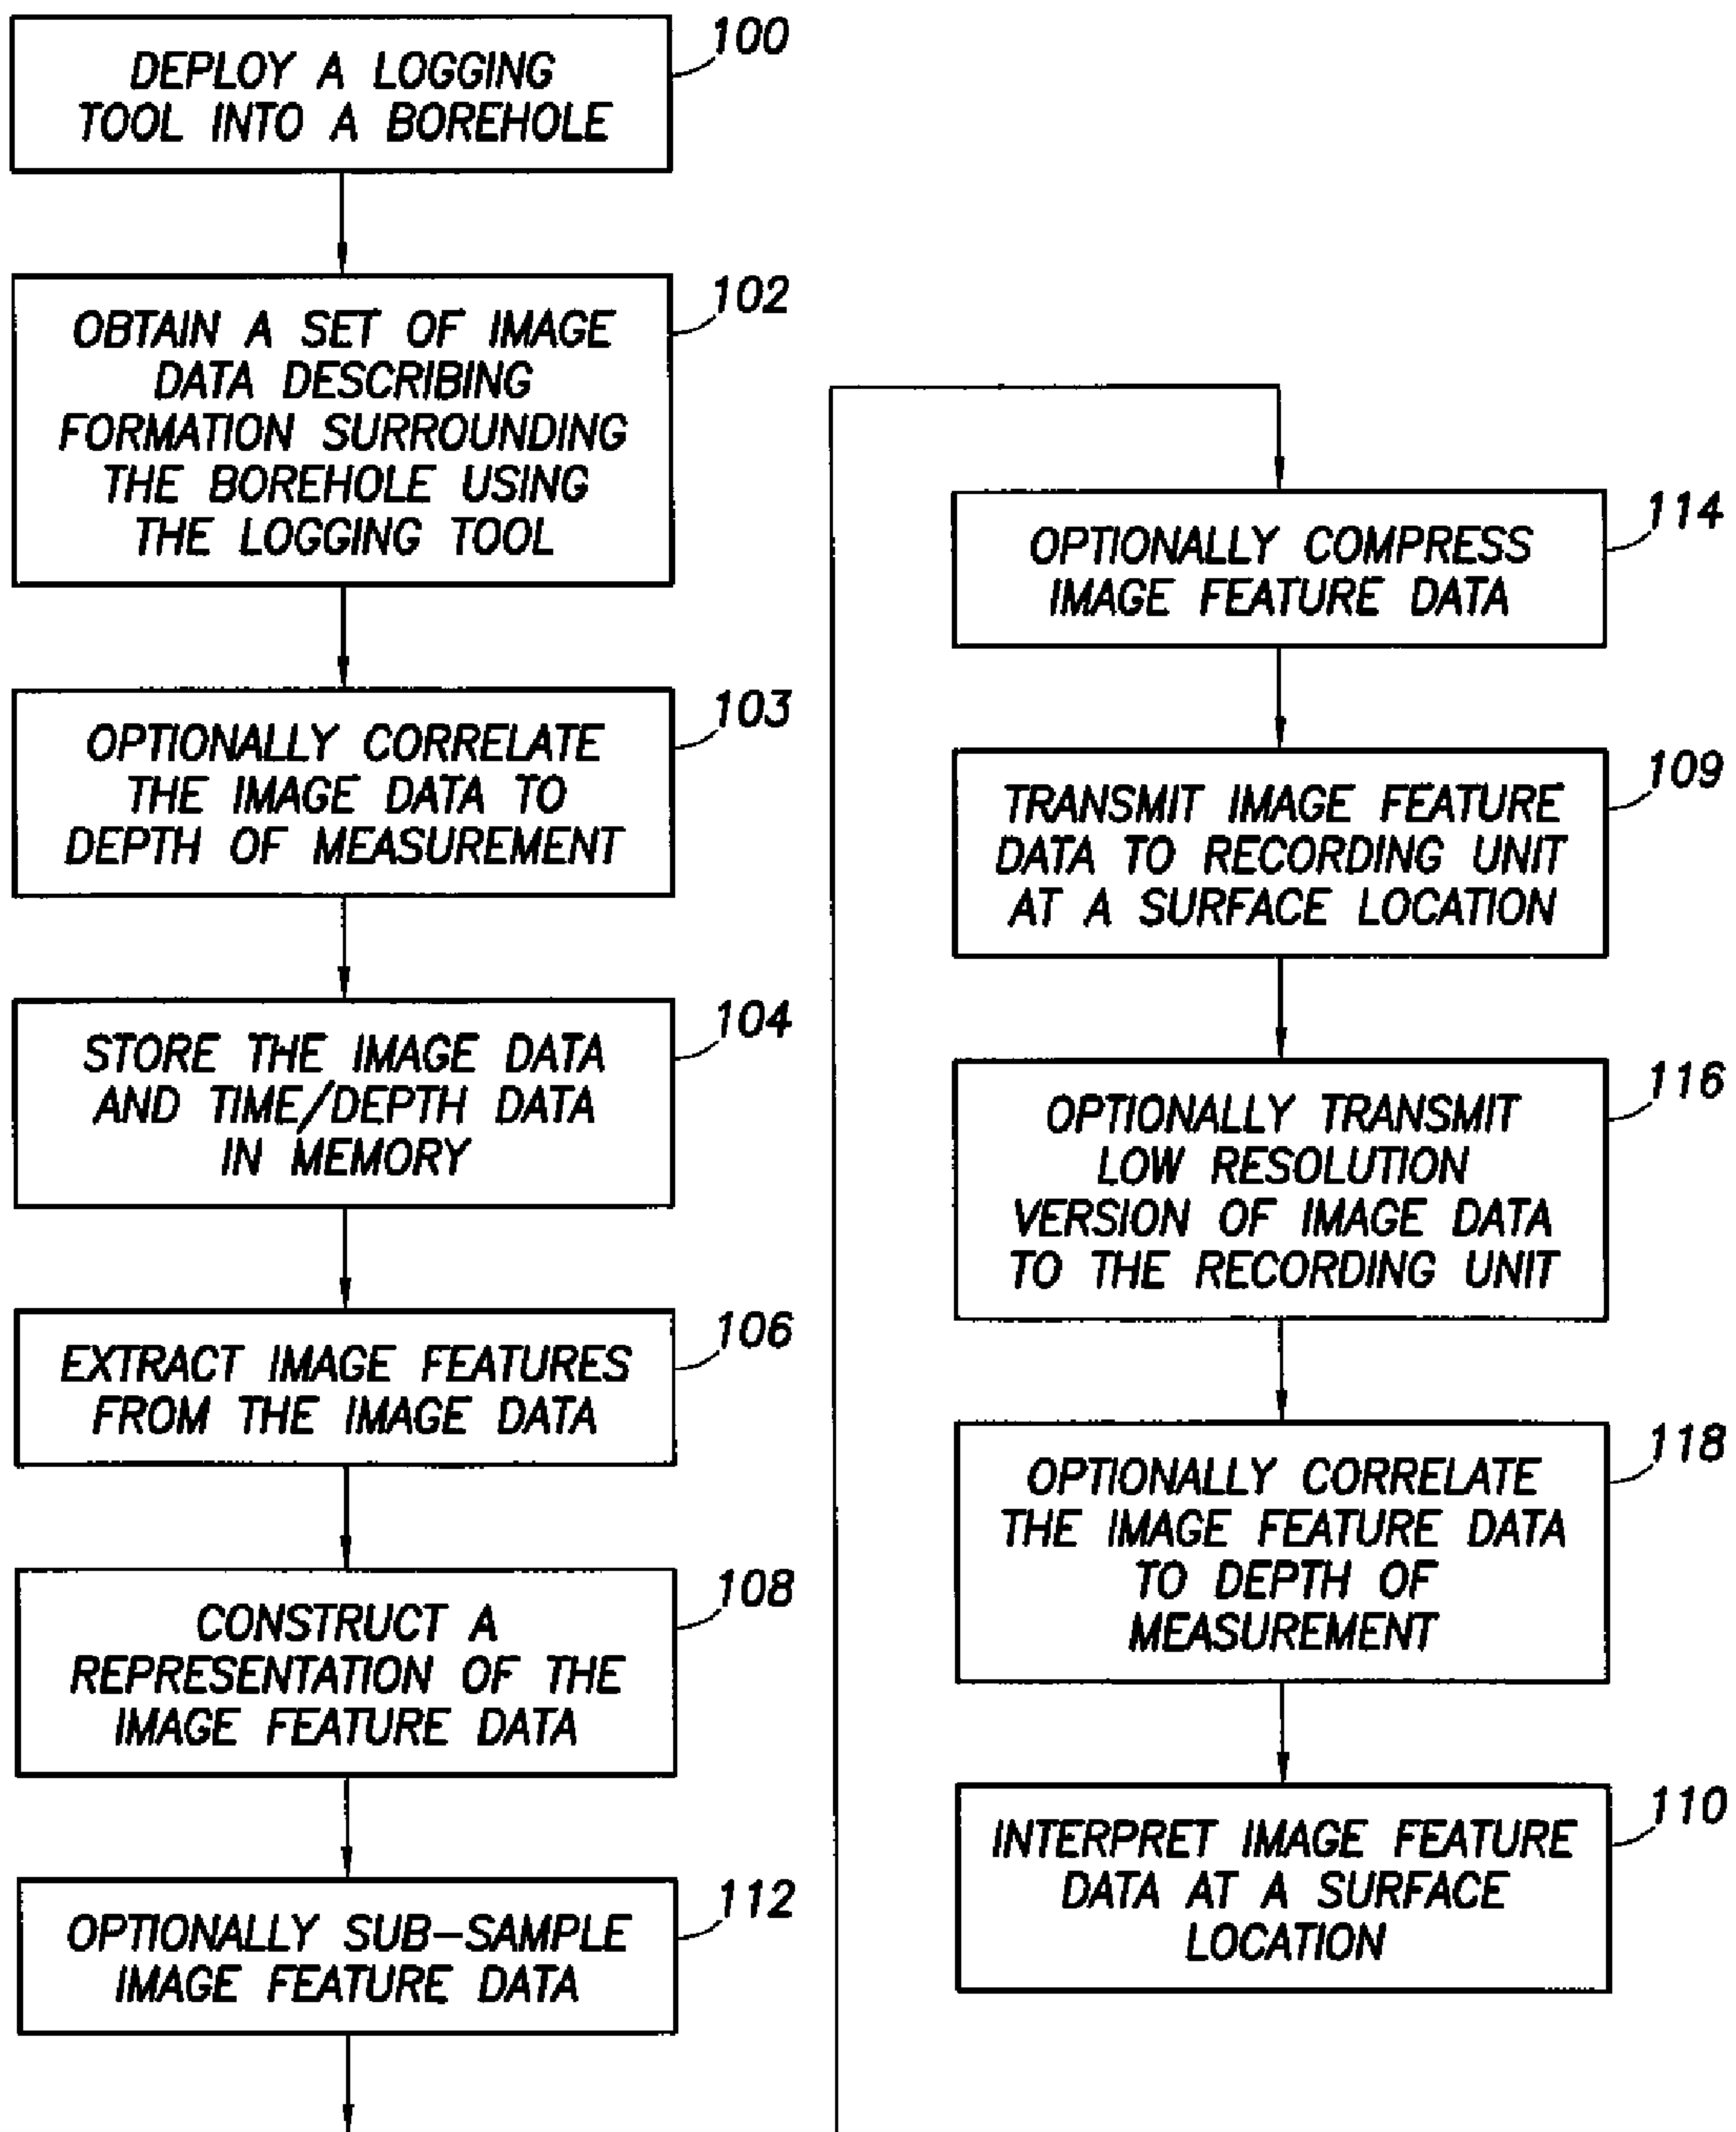 100
DEPLOY A LOGGING
TOOL INTO A BOREHOLE
102
OBTAIN A SET OF IMAGE
DATA DESCRIBING
FORMATION SURROUNDING
THE BOREHOLE USING
THE LOGGING TOOL
103
OPTIONALLY CORRELATE
THE IMAGE DATA TO
DEPTH OF MEASUREMENT
104
STORE THE IMAGE DATA
AND TIME/DEPTH DATA
IN MEMORY
106
EXTRACT IMAGE FEATURES
FROM THE IMAGE DATA
108
CONSTRUCT A
REPRESENTATION OF THE
IMAGE FEATURE DATA
112
OPTIONALLY SUB-SAMPLE
IMAGE FEATURE DATA
114
OPTIONALLY COMPRESS
IMAGE FEATURE DATA
109
TRANSMIT IMAGE FEATURE
DATA TO RECORDING UNIT
AT A SURFACE LOCATION
116
OPTIONALLY TRANSMIT
LOW RESOLUTION
VERSION OF IMAGE DATA
TO THE RECORDING UNIT
118
OPTIONALLY CORRELATE
THE IMAGE FEATURE DATA
TO DEPTH OF
MEASUREMENT
110
INTERPRET IMAGE FEATURE
DATA AT A SURFACE
LOCATION